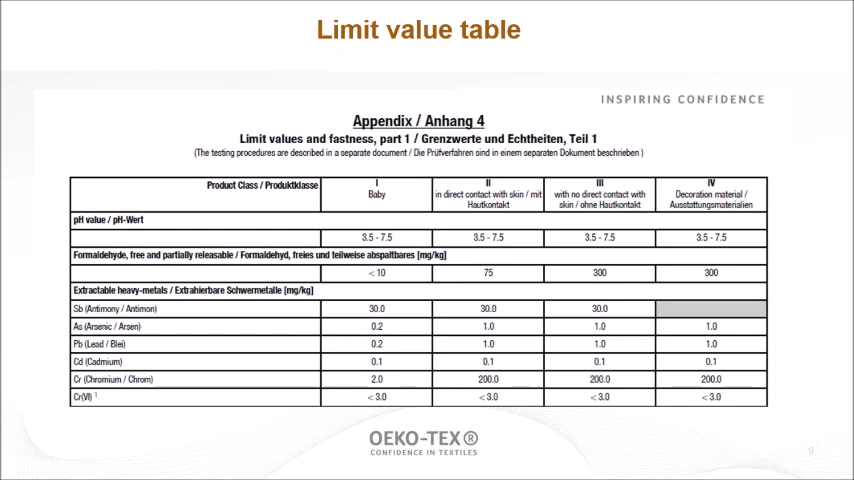 Limit value table
INSPIRING CONFIDENCE
Appendix / Anhang 4
Limit values and fastness, part 1 / Grenzwerte und Echtheiten, Teil 1
(The testing procedures are described in a separate document / Die Prüfverfahren sind in einem separaten Dokument beschrieben )
Product Class / Produktklasse I II III IV
Baby in direct contact with skin / mit with no direct contact with Decoration material /
Hautkontakt skin / ohne Hautkontakt Ausstattungsmaterialien
pH value / pH-Wert
3.5 - 7.5 3.5 - 7.5 3.5 - 7.5 3.5 - 7.5
Formaldehyde, free and partially releasable / Formaldehyd, freies und teilweise abspaltbares [mg/kg]
< 10 75 300 300
Extractable heavy-metals / Extrahierbare Schwermetalle [mg/kg]
Sb (Antimony / Antimon) 30.0 30.0 30.0
As (Arsenic / Arsen) 0.2 1.0 1.0 1.0
Pb (Lead / Blei) 0.2 1.0 1.0 1.0
Cd (Cadmium) 0.1 0.1 0.1 0.1
Cr (Chromium / Chrom) 2.0 200.0 200.0 200.0
Cr(VI) ¹ < 3.0 < 3.0 < 3.0 < 3.0
OEKO-TEX®
CONFIDENCE IN TEXTILES
9